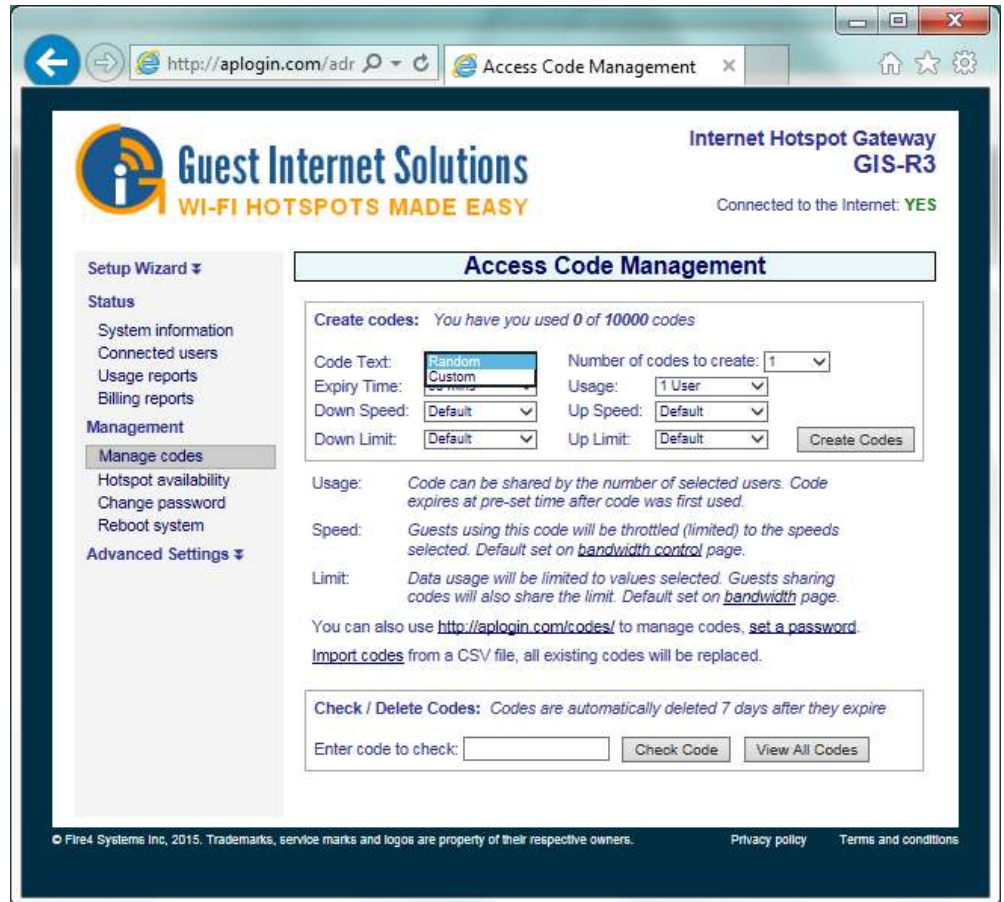 http://aplogin.com/adr
Access Code Management
Guest Internet Solutions
WI-FI HOTSPOTS MADE EASY
Internet Hotspot Gateway
GIS-R3
Connected to the Internet: YES
Setup Wizard
Status
System information
Connected users
Usage reports
Billing reports
Management
Manage codes
Hotspot availability
Change password
Reboot system
Advanced Settings
Access Code Management
Create codes: You have you used 0 of 10000 codes
Code Text: Random Number of codes to create: 1
Custom
Expiry Time: Usage: 1 User
Down Speed: Default Up Speed: Default
Down Limit: Default Up Limit: Default Create Codes
Usage: Code can be shared by the number of selected users. Code
expires at pre-set time after code was first used.
Speed: Guests using this code will be throttled (limited) to the speeds
selected. Default set on bandwidth control page.
Limit: Data usage will be limited to values selected. Guests sharing
codes will also share the limit. Default set on bandwidth page.
You can also use http://aplogin.com/codes/ to manage codes, set a password.
Import codes from a CSV file, all existing codes will be replaced.
Check / Delete Codes: Codes are automatically deleted 7 days after they expire
Enter code to check: Check Code View All Codes
© Fire4 Systems Inc, 2015. Trademarks, service marks and logos are property of their respective owners. Privacy policy Terms and conditions